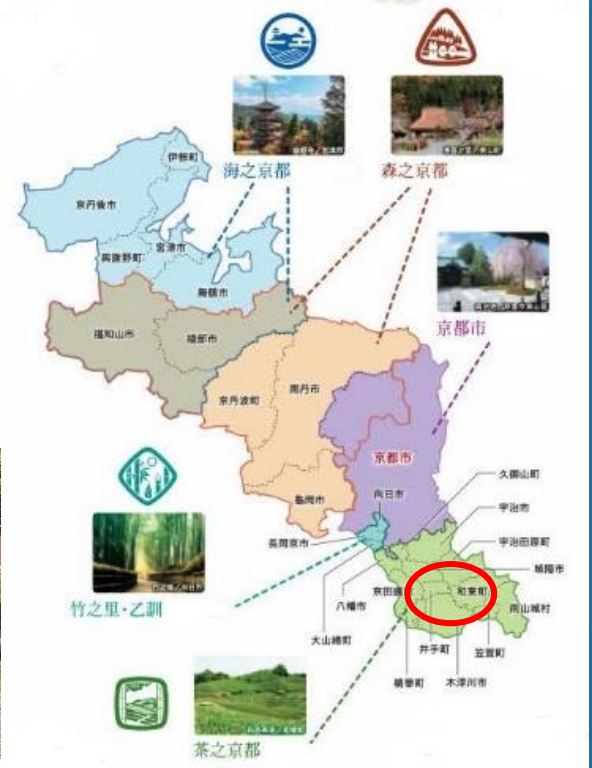 海之京都
森之京都
伊根町
京丹後市
宮津市
與謝野町
舞鶴市
京都市
福知山市
綾部市
南丹市
京丹波町
京都市
向日市
久御山町
龜岡市
宇治市
長岡京市
宇治田原町
城陽市
京田邊
和束町
八幡市
南山城村
竹之里・乙訓
大山崎町
井手町
笠置町
精華町
木津川市
茶之京都